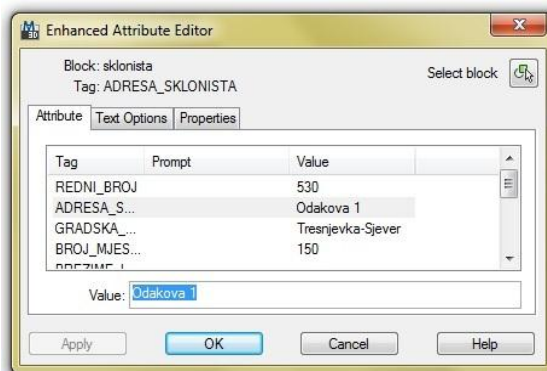 Enhanced Attribute Editor
Block: sklonista
Tag: ADRESA_SKLONISTA
Select block
Attribute Text Options Properties
Tag Prompt Value
REDNI_BROJ 530
ADRESA_S... Odakova 1
GRADSKA_... Tresnjevka-Sjever
BROJ_MJES... 150
Value: Odakova 1
Apply OK Cancel Help